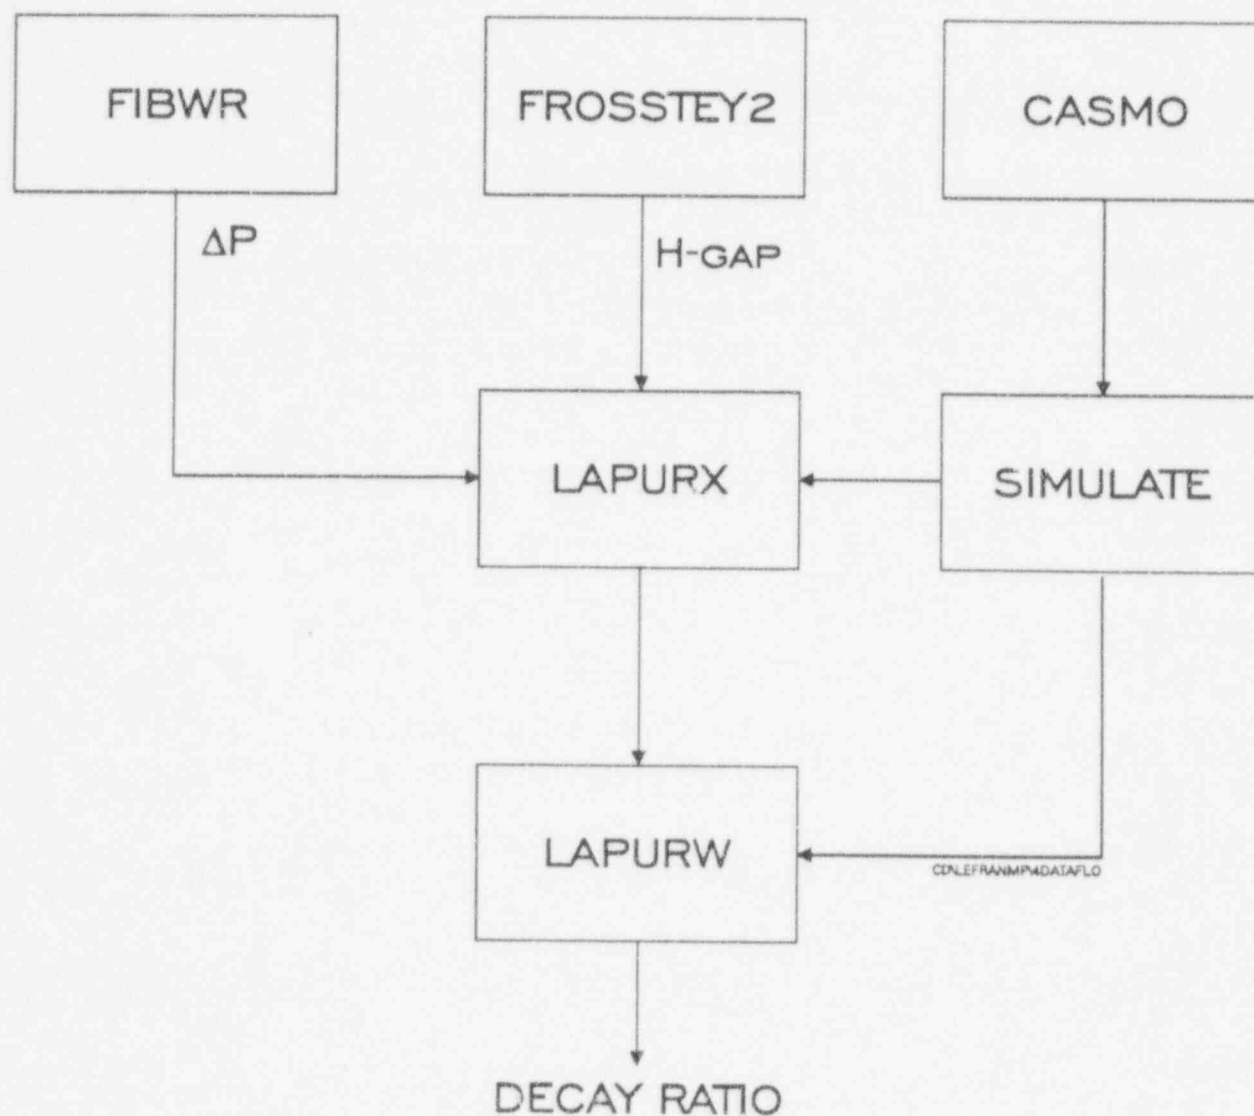 FIBWR
FROSSTEY2
CASMO
ΔP
H-GAP
LAPURX
SIMULATE
LAPURW
DECAY RATIO